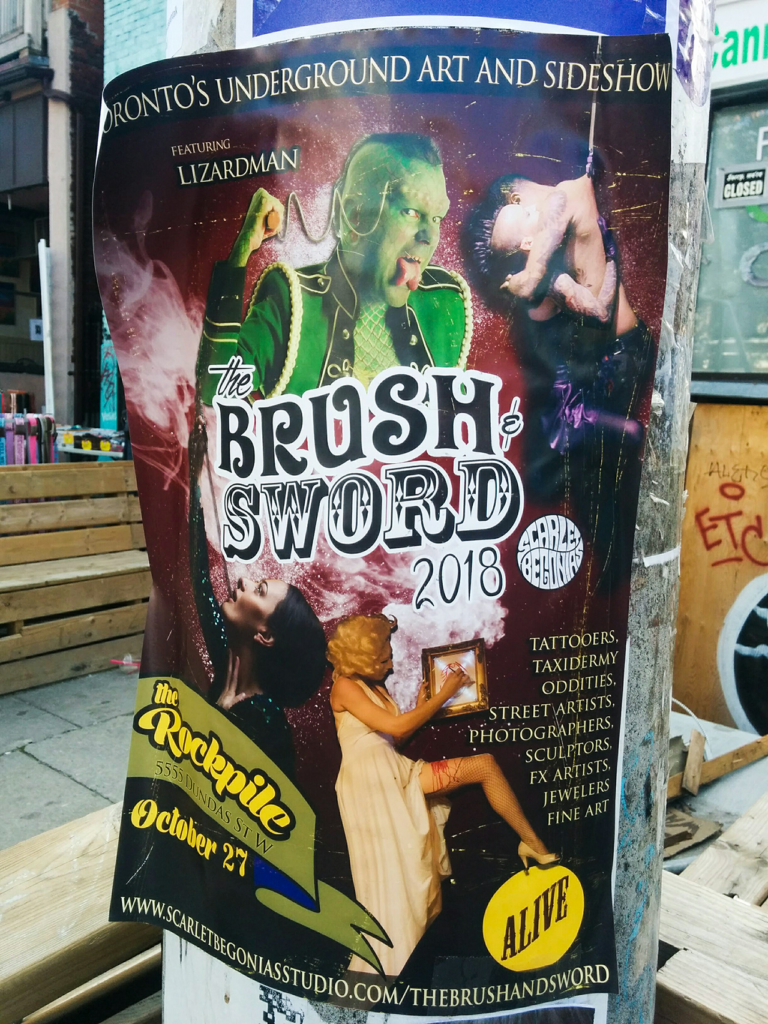 ORONTO'S UNDERGROUND ART AND SIDESHOW
FEATURING
LIZARDMAN
the
BRUSH &
SWORD
2018
SCARLET
BEGONIAS
TATTOOERS,
TAXIDERMY
ODDITIES,
STREET ARTISTS,
PHOTOGRAPHERS,
SCULPTORS,
FX ARTISTS,
JEWELERS
FINE ART
the
Rockpile
5555 DUNDAS ST W
October 27
ALIVE
WWW.SCARLETBEGONIASSTUDIO.COM/THEBRUSHANDSWORD
Cann
CLOSED
ETC